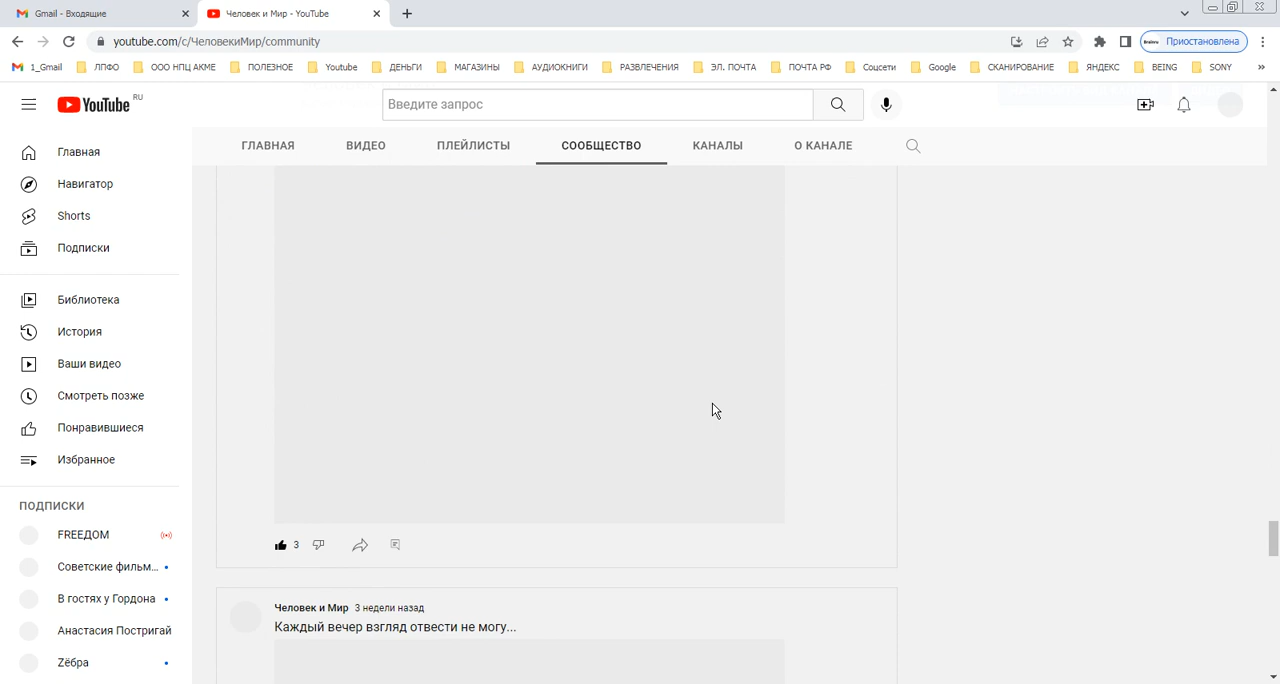 Gmail - Входящие
Человек и Мир - YouTube
youtube.com/c/ЧеловекиМир/community
Приостановлена
1_Gmail ЛПФО ООО НПЦ АКМЕ ПОЛЕЗНОЕ Youtube ДЕНЬГИ МАГАЗИНЫ АУДИОКНИГИ РАЗВЛЕЧЕНИЯ ЭЛ. ПОЧТА ПОЧТА РФ Соцсети Google СКАНИРОВАНИЕ ЯНДЕКС BEING SONY »
YouTube RU
Введите запрос
ГЛАВНАЯ ВИДЕО ПЛЕЙЛИСТЫ СООБЩЕСТВО КАНАЛЫ О КАНАЛЕ
Главная
Навигатор
Shorts
Подписки
Библиотека
История
Ваши видео
Смотреть позже
Понравившиеся
Избранное
ПОДПИСКИ
FREEДОМ
Советские фильм...
В гостях у Гордона
Анастасия Постригай
Zёбра
3
Человек и Мир 3 недели назад
Каждый вечер взгляд отвести не могу...